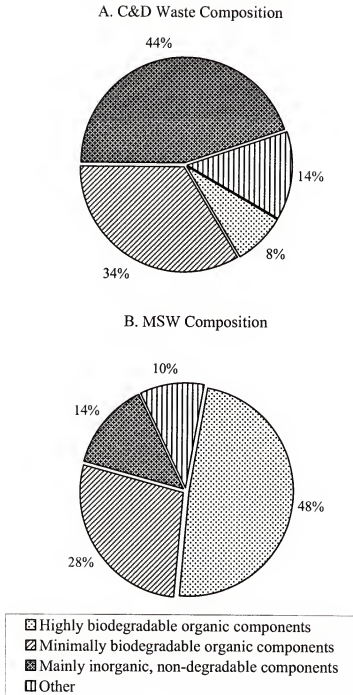 A. C&D Waste Composition
44%
14%
8%
34%
B. MSW Composition
10%
14%
48%
28%
Highly biodegradable organic components
Minimally biodegradable organic components
Mainly inorganic, non-degradable components
Other